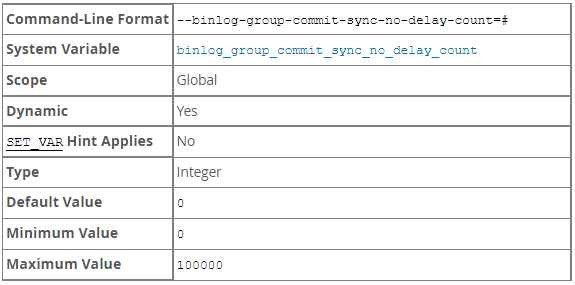 Command-Line Format --binlog-group-commit-sync-no-delay-count=#
System Variable binlog_group_commit_sync_no_delay_count
Scope Global
Dynamic Yes
SET_VAR Hint Applies No
Type Integer
Default Value 0
Minimum Value 0
Maximum Value 100000